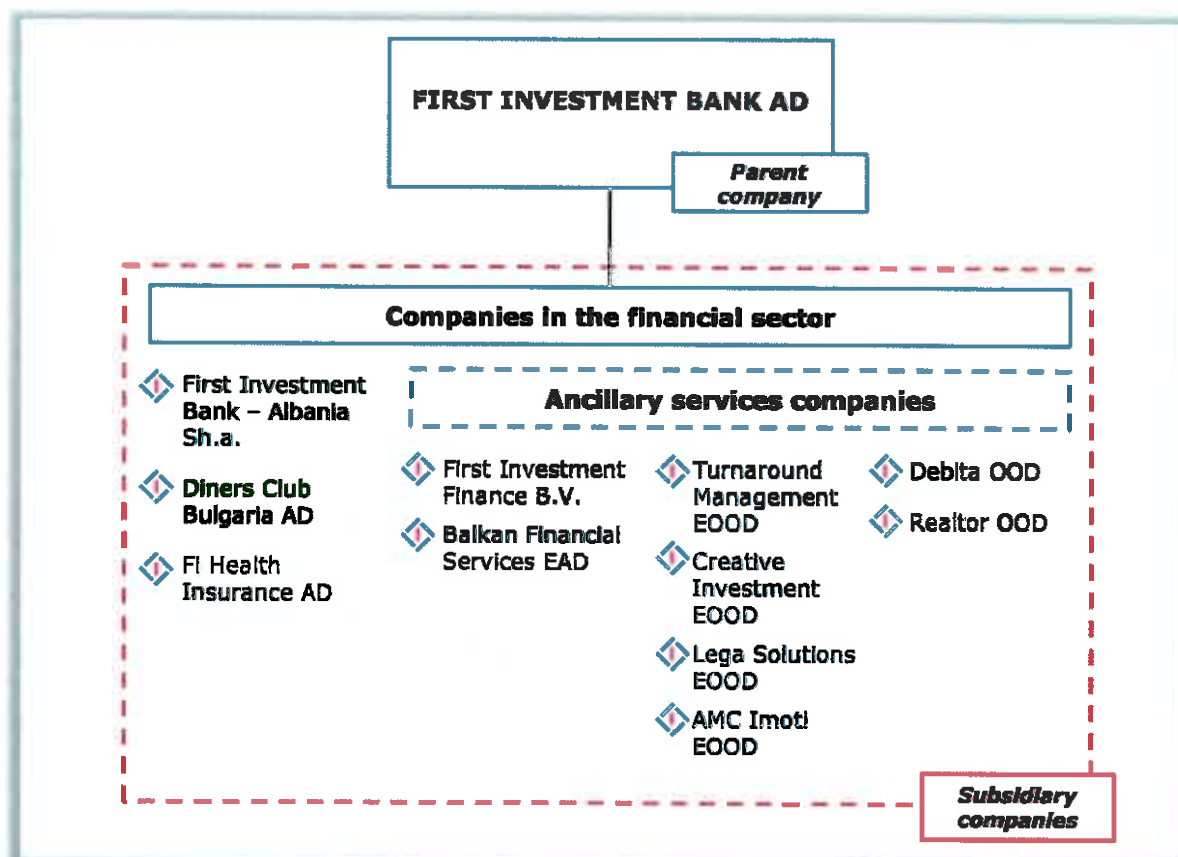 FIRST INVESTMENT BANK AD
Parent
company
Companies in the financial sector
First Investment
Bank – Albania
Sh.a.
Diners Club
Bulgaria AD
FI Health
Insurance AD
Ancillary services companies
First Investment
Finance B.V.
Balkan Financial
Services EAD
Turnaround
Management
EOOD
Creative
Investment
EOOD
Lega Solutions
EOOD
AMC Imoti
EOOD
Debita OOD
Realtor OOD
Subsidiary
companies